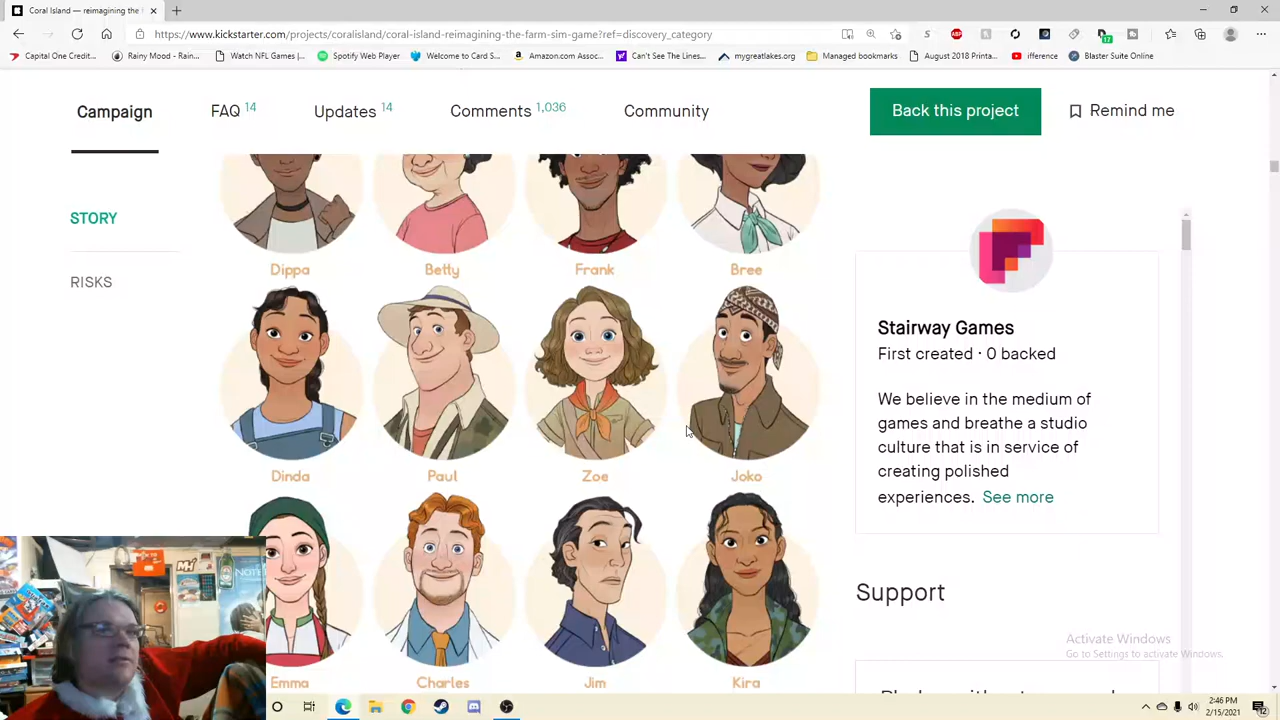 Coral Island — reimagining the f
https://www.kickstarter.com/projects/coralisland/coral-island-reimagining-the-farm-sim-game?ref=discovery_category
Capital One Credit...
Rainy Mood - Rain...
Watch NFL Games |...
Spotify Web Player
Welcome to Card S...
Amazon.com Assoc...
Can't See The Lines...
mygreatlakes.org
Managed bookmarks
August 2018 Printa...
ifference
Blaster Suite Online
Campaign
FAQ 14
Updates 14
Comments 1,036
Community
Back this project
Remind me
STORY
RISKS
Dippa
Betty
Frank
Bree
Dinda
Paul
Zoe
Joko
Emma
Charles
Jim
Kira
Stairway Games
First created · 0 backed
We believe in the medium of
games and breathe a studio
culture that is in service of
creating polished
experiences. See more
Support
Activate Windows
Go to Settings to activate Windows.
2:46 PM
2/15/2021